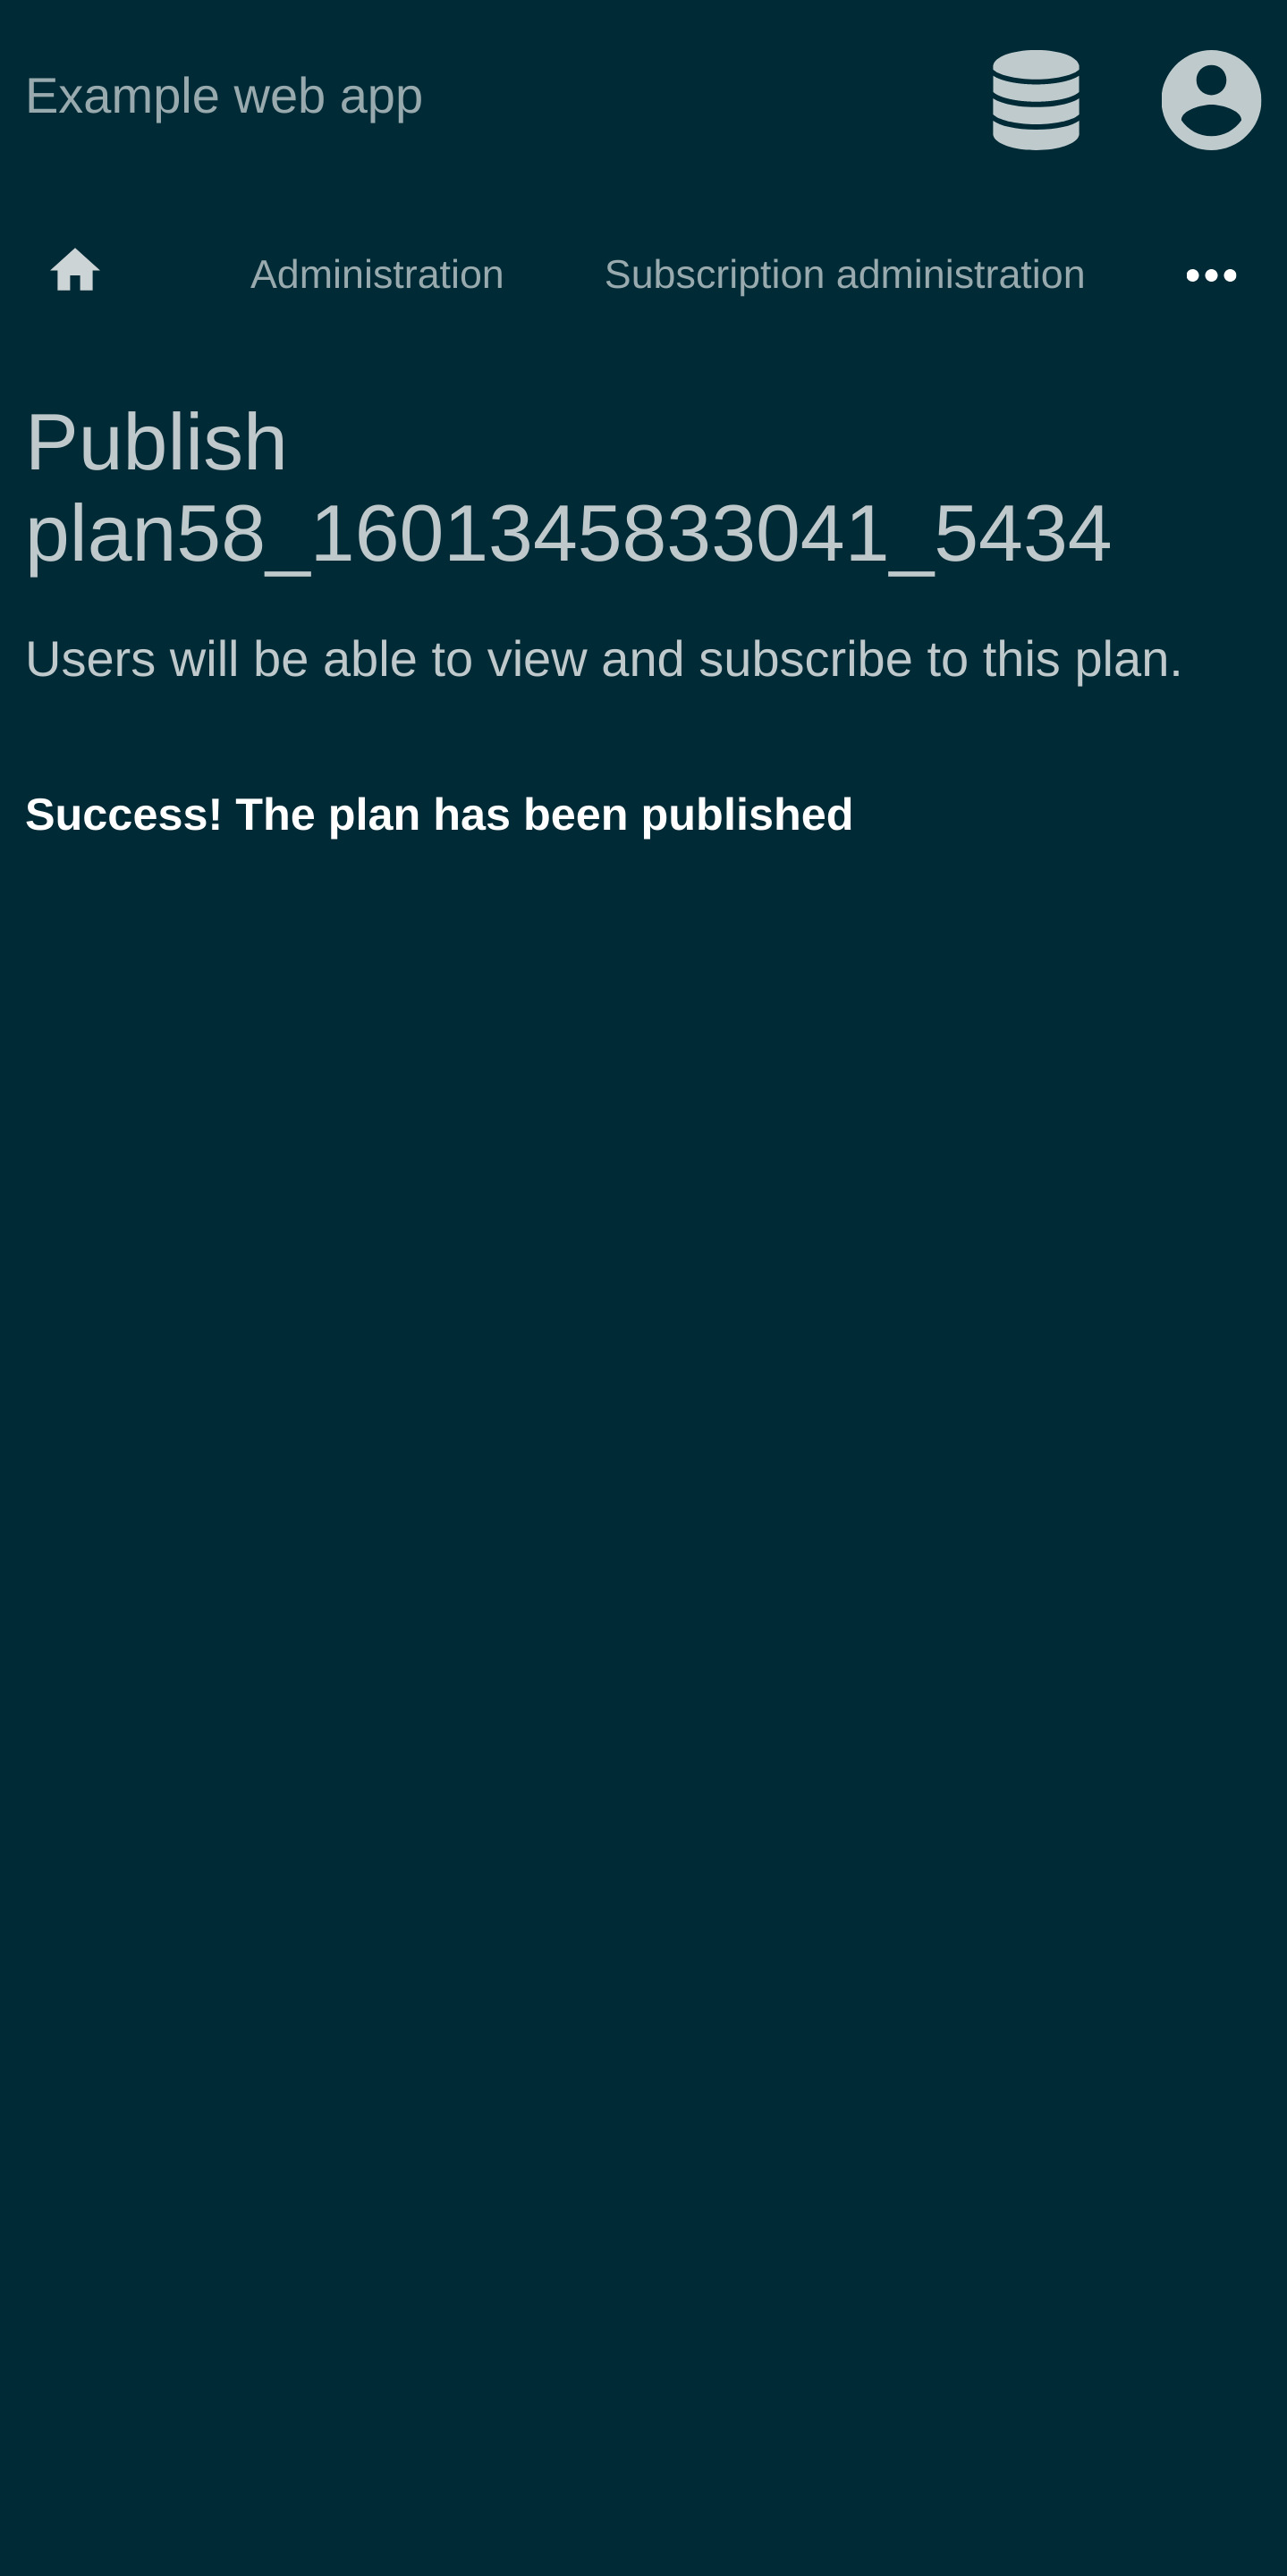 Example web app
Administration Subscription administration
Publish
plan58_1601345833041_5434
Users will be able to view and subscribe to this plan.
Success! The plan has been published